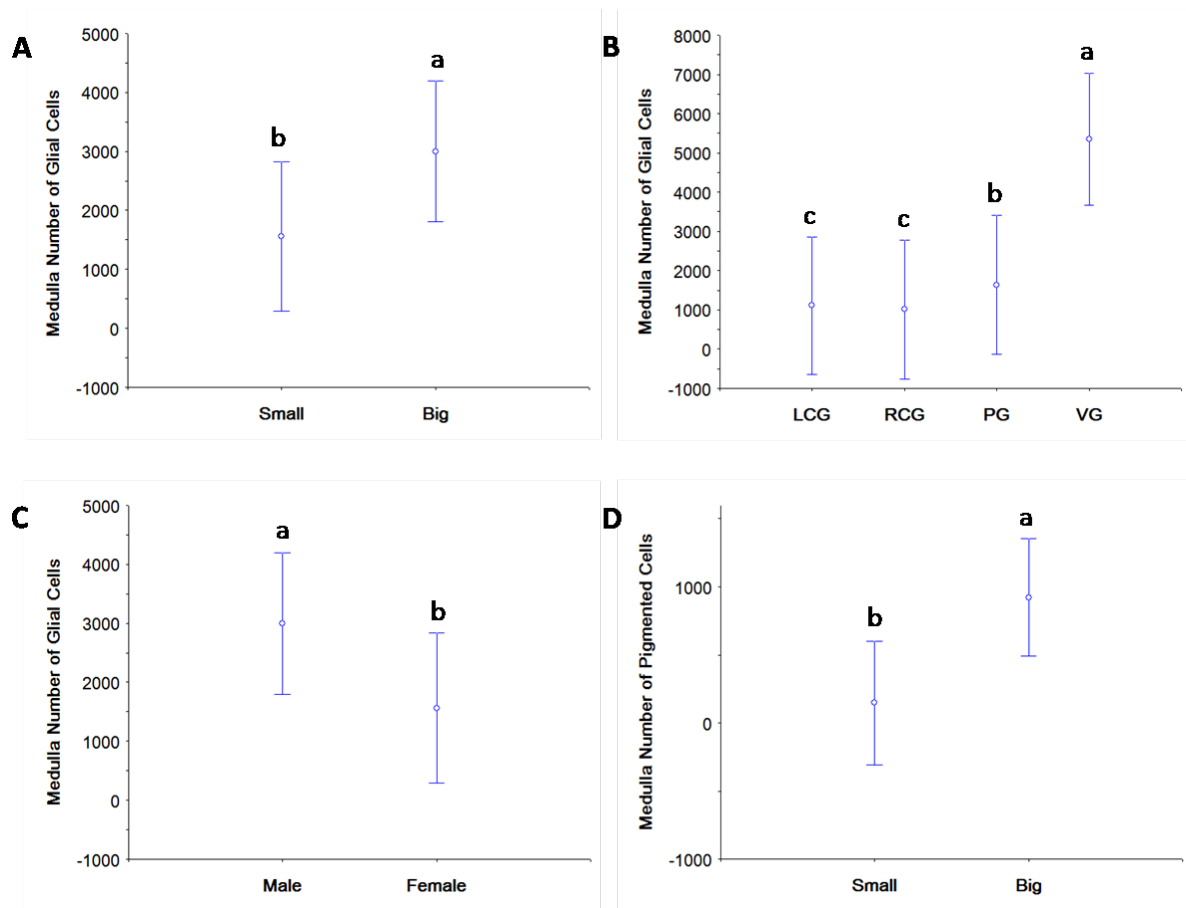 A
Medulla Number of Glial Cells
5000
4000
3000
2000
1000
0
-1000
b
a
Small Big
B
Medulla Number of Glial Cells
8000
7000
6000
5000
4000
3000
2000
1000
0
-1000
c
c
b
a
LCG RCG PG VG
C
Medulla Number of Glial Cells
5000
4000
3000
2000
1000
0
-1000
a
b
Male Female
D
Medulla Number of Pigmented Cells
1000
0
-1000
b
a
Small Big